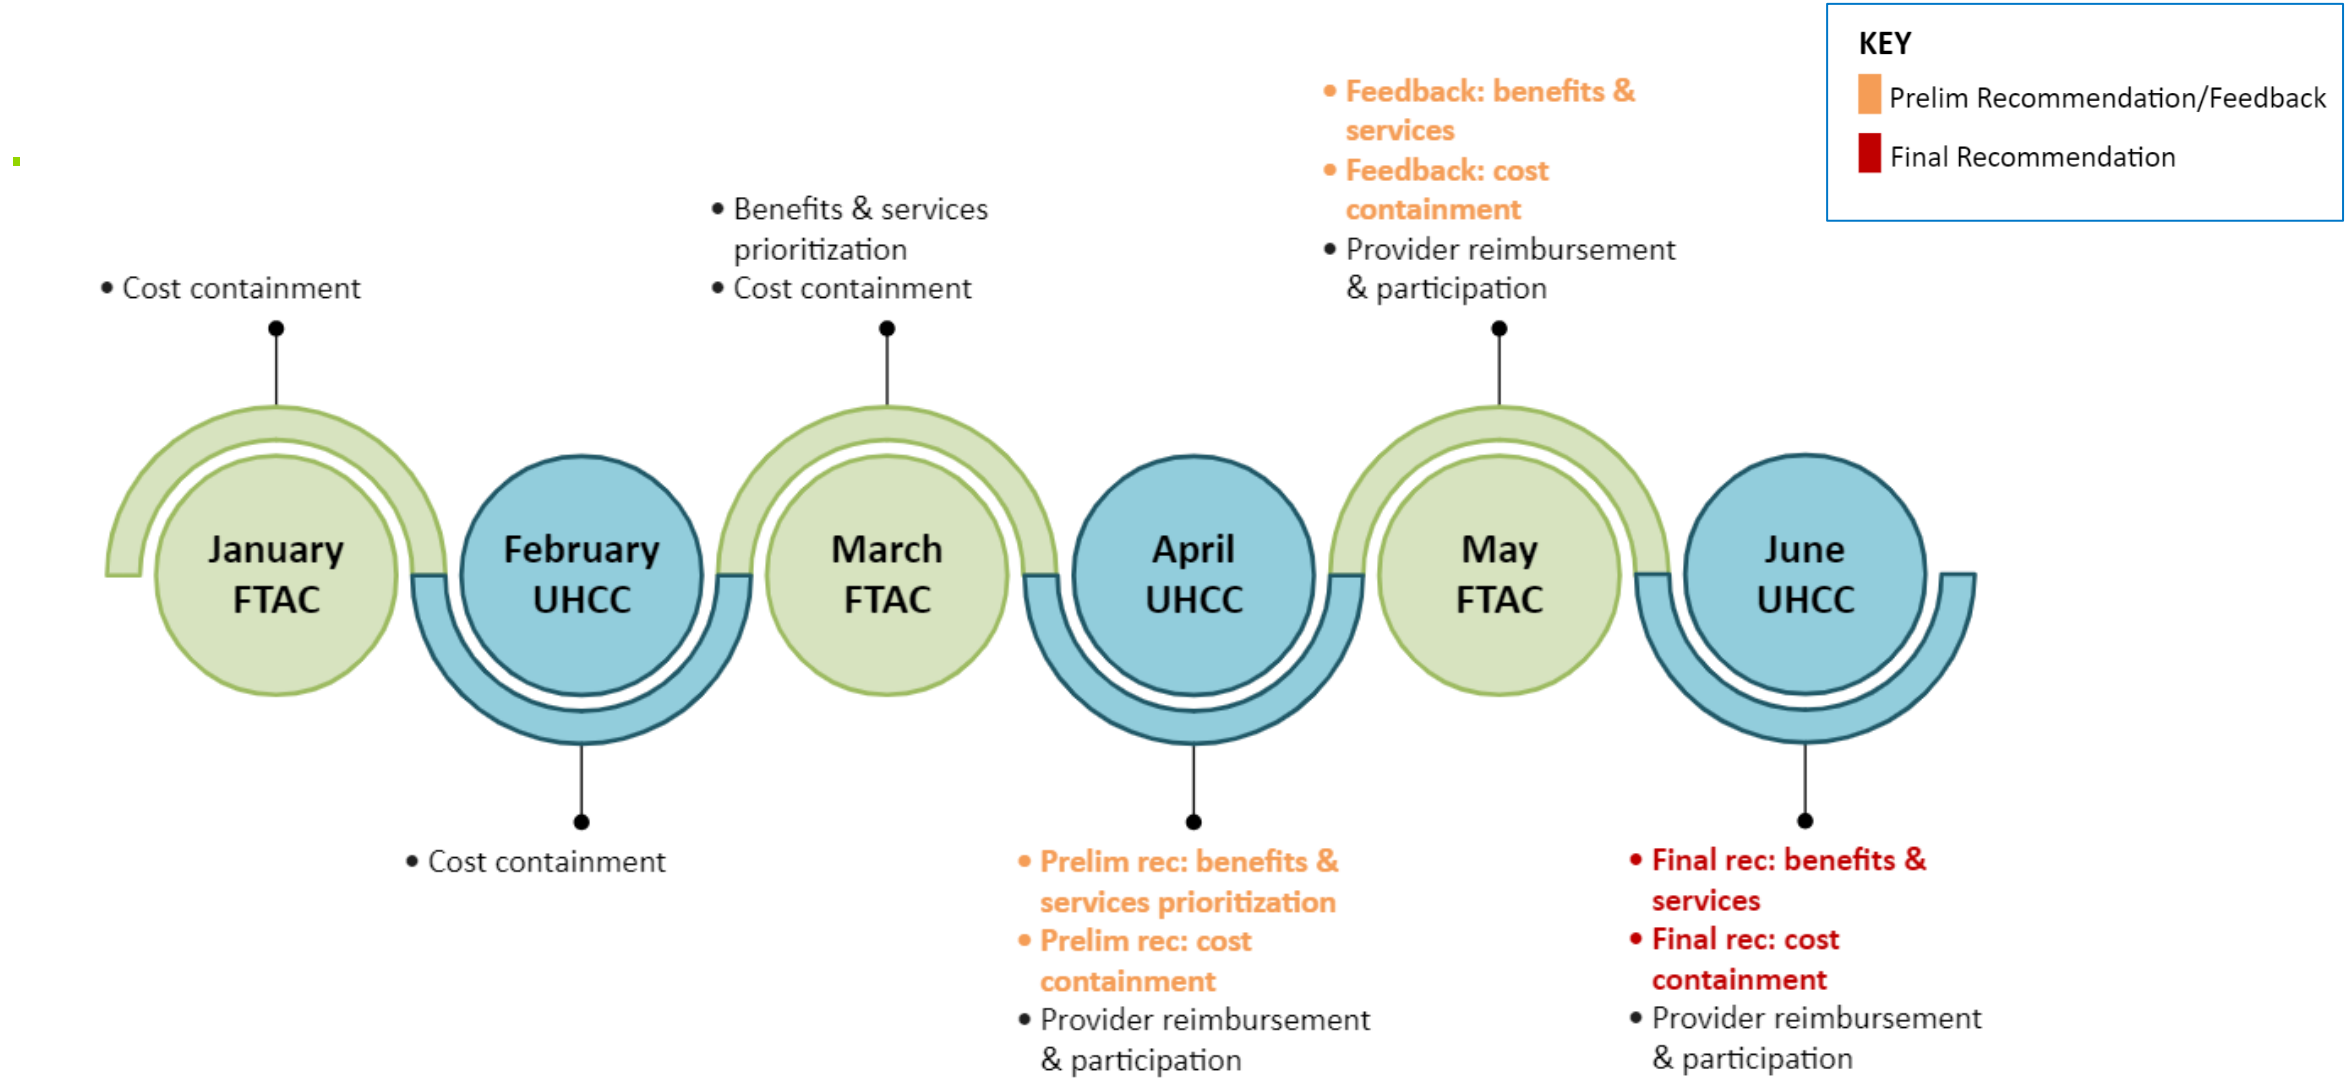 KEY
Prelim Recommendation/Feedback
Final Recommendation
• Cost containment
January
FTAC
February
UHCC
• Cost containment
• Benefits & services
prioritization
• Cost containment
March
FTAC
April
UHCC
• Prelim rec: benefits &
services prioritization
• Prelim rec: cost
containment
• Provider reimbursement
& participation
• Feedback: benefits &
services
• Feedback: cost
containment
• Provider reimbursement
& participation
May
FTAC
June
UHCC
• Final rec: benefits &
services
• Final rec: cost
containment
• Provider reimbursement
& participation